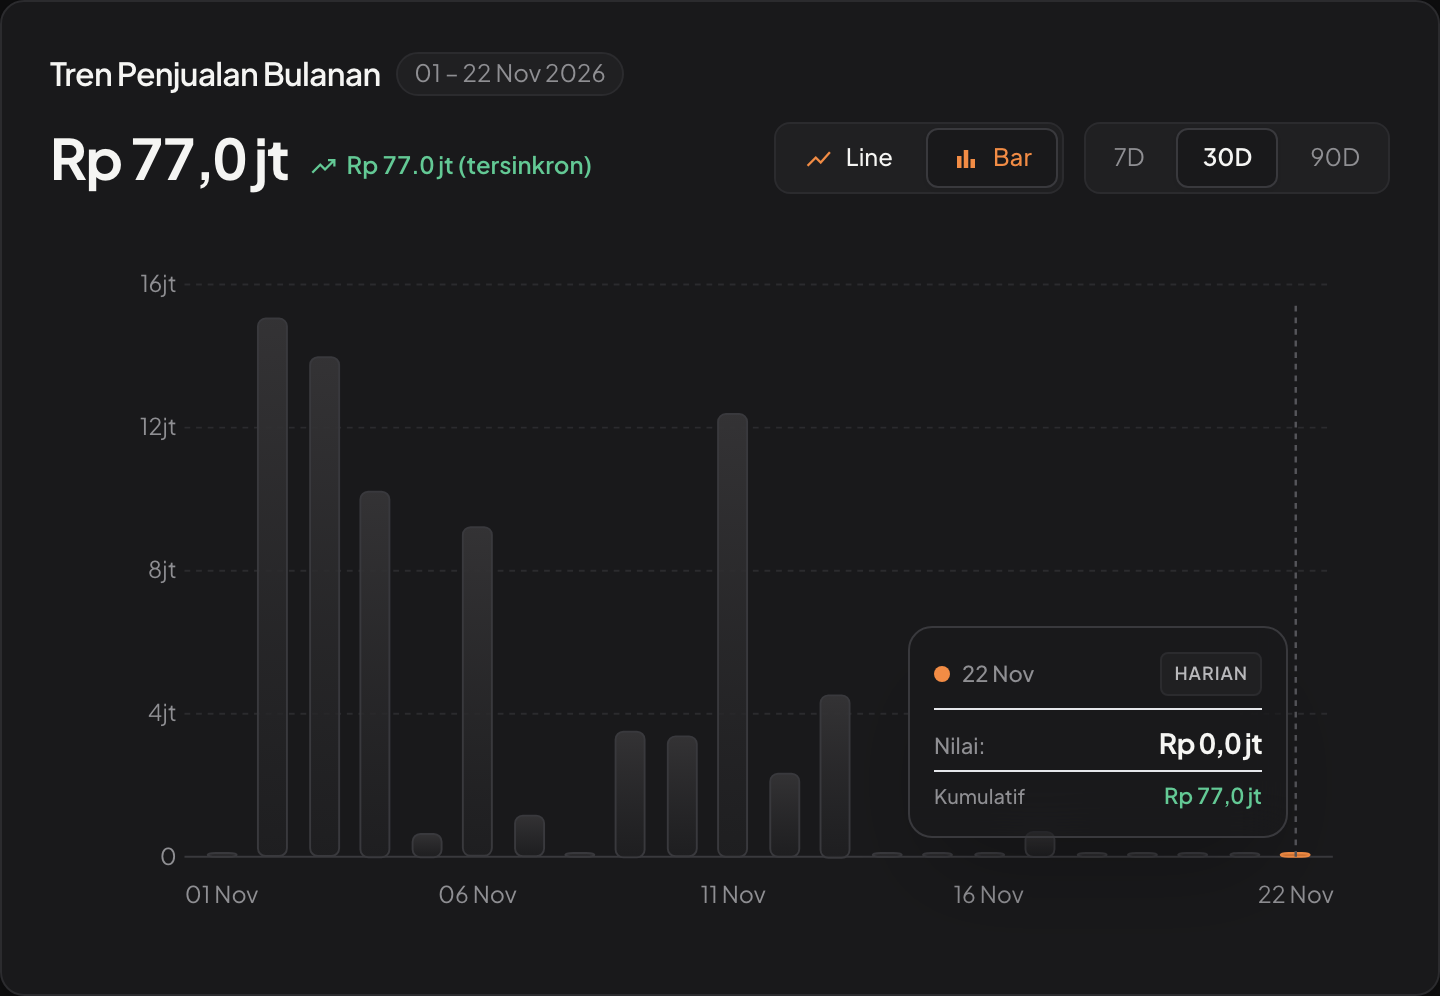 Tren Penjualan Bulanan
01 – 22 Nov 2026
Rp 77,0 jt
Rp 77.0 jt (tersinkron)
Line
Bar
7D
30D
90D
16jt
12jt
8jt
4jt
0
22 Nov
HARIAN
Nilai:
Rp 0,0 jt
Kumulatif
Rp 77,0 jt
01 Nov
06 Nov
11 Nov
16 Nov
22 Nov